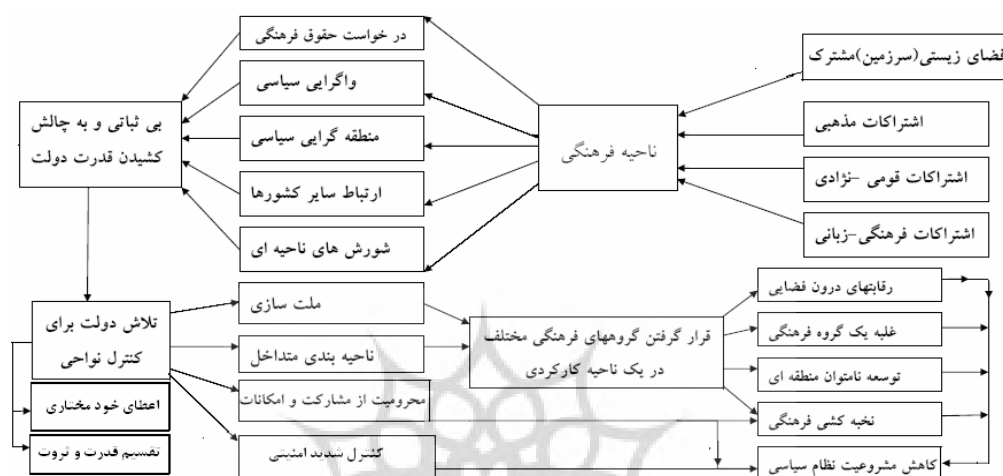 فضای زیستی(سرزمین)مشترک
اشتراکات مذهبی
اشتراکات قومی -نژادی
اشتراکات فرهنگی-زبانی
ناحیه فرهنگی
در خواست حقوق فرهنگی
واگرایی سیاسی
منطقه گرایی سیاسی
ارتباط سایر کشورها
شورش های ناحیه ای
بی ثباتی و به چالش
کشیدن قدرت دولت
تلاش دولت برای
کنترل نواحی
اعطای خود مختاری
تقسیم قدرت و ثروت
ملت سازی
ناحیه بندی متداخل
محرومیت از مشارکت و امکانات
کنترل شدید امنیتی
قرار گرفتن گروههای فرهنگی مختلف
در یک ناحیه کارکردی
رقابتهای درون فضایی
غلبه یک گروه فرهنگی
توسعه نامتوان منطقه ای
نخبه کشی فرهنگی
کاهش مشروعیت نظام سیاسی